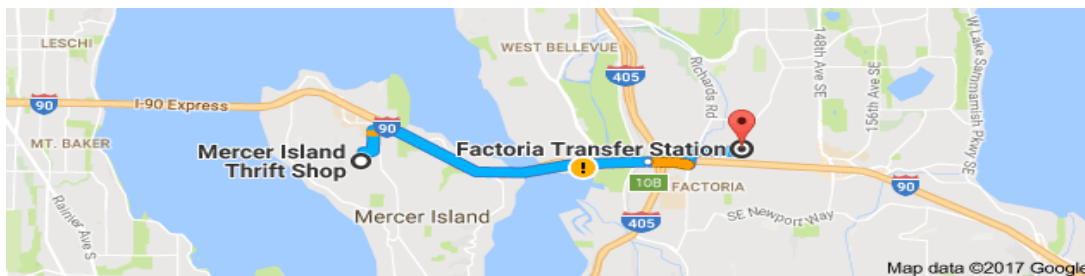 LESCHI
WEST BELLEVUE
405
Richards Rd
148th Ave SE
156th Ave SE
W Lake Sammamish Pkwy SE
90
I-90 Express
MT. BAKER
90
Mercer Island
Thrift Shop
Factoria Transfer Station
!
10B
FACTORIA
90
Mercer Island
405
SE Newport Way
Rainier Ave S
Map data ©2017 Google